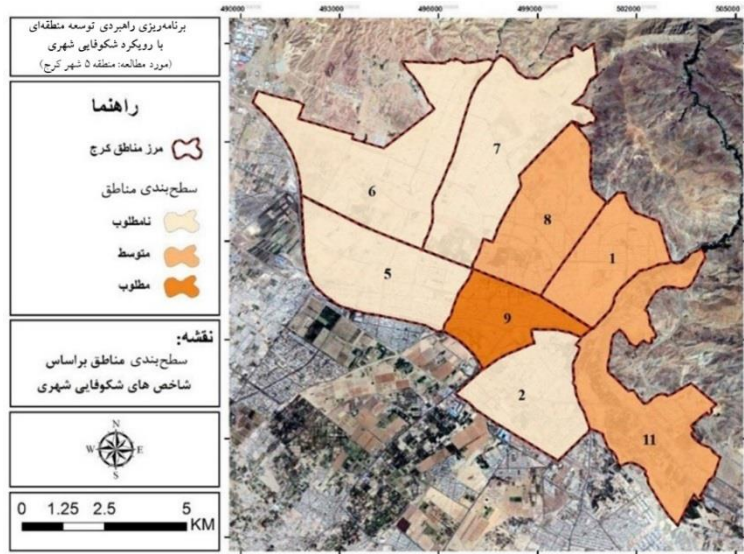 برنامه‌ریزی راهبردی توسعه منطقه‌ای
با رویکرد شکوفایی شهری
(مورد مطالعه: منطقه ۵ شهر کرج)
راهنما
مرز مناطق کرج
سطح‌بندی مناطق
نامطلوب
متوسط
مطلوب
نقشه:
سطح‌بندی مناطق براساس
شاخص های شکوفایی شهری
N
W E
S
0 1.25 2.5 5
KM
490000 493000 496000 499000 502000 505000
7
6
8
1
5
9
2
11